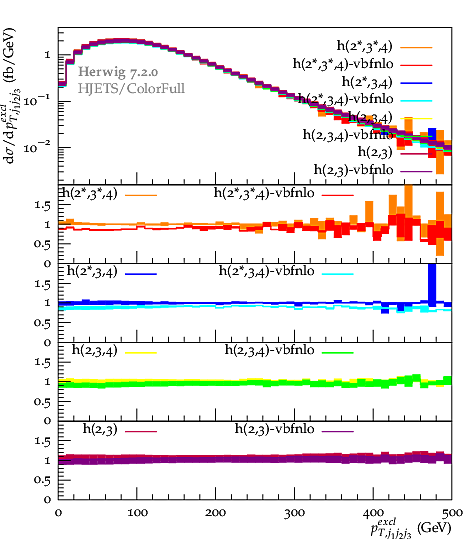 dσ/dp_{T,j1j2j3}^{excl} (fb/GeV)
1
10^{-1}
10^{-2}
Herwig 7.2.0
HJETS/ColorFull
h(2*,3*,4)
h(2*,3*,4)-vbfnlo
h(2*,3,4)
h(2*,3,4)-vbfnlo
h(2,3,4)
h(2,3,4)-vbfnlo
h(2,3)
h(2,3)-vbfnlo
h(2*,3*,4) h(2*,3*,4)-vbfnlo
1.5
1
0.5
0
h(2*,3,4) h(2*,3,4)-vbfnlo
1.5
1
0.5
0
h(2,3,4) h(2,3,4)-vbfnlo
1.5
1
0.5
0
h(2,3) h(2,3)-vbfnlo
1.5
1
0.5
0
0 100 200 300 400 500
p_{T,j1j2j3}^{excl} (GeV)